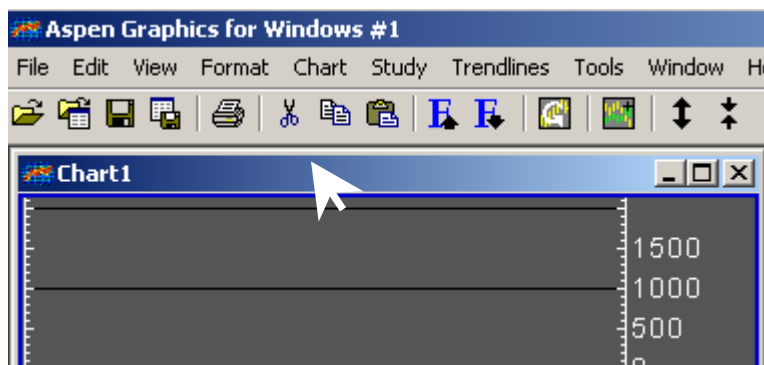 Aspen Graphics for Windows #1
File Edit View Format Chart Study Trendlines Tools Window
Chart1
1500
1000
500